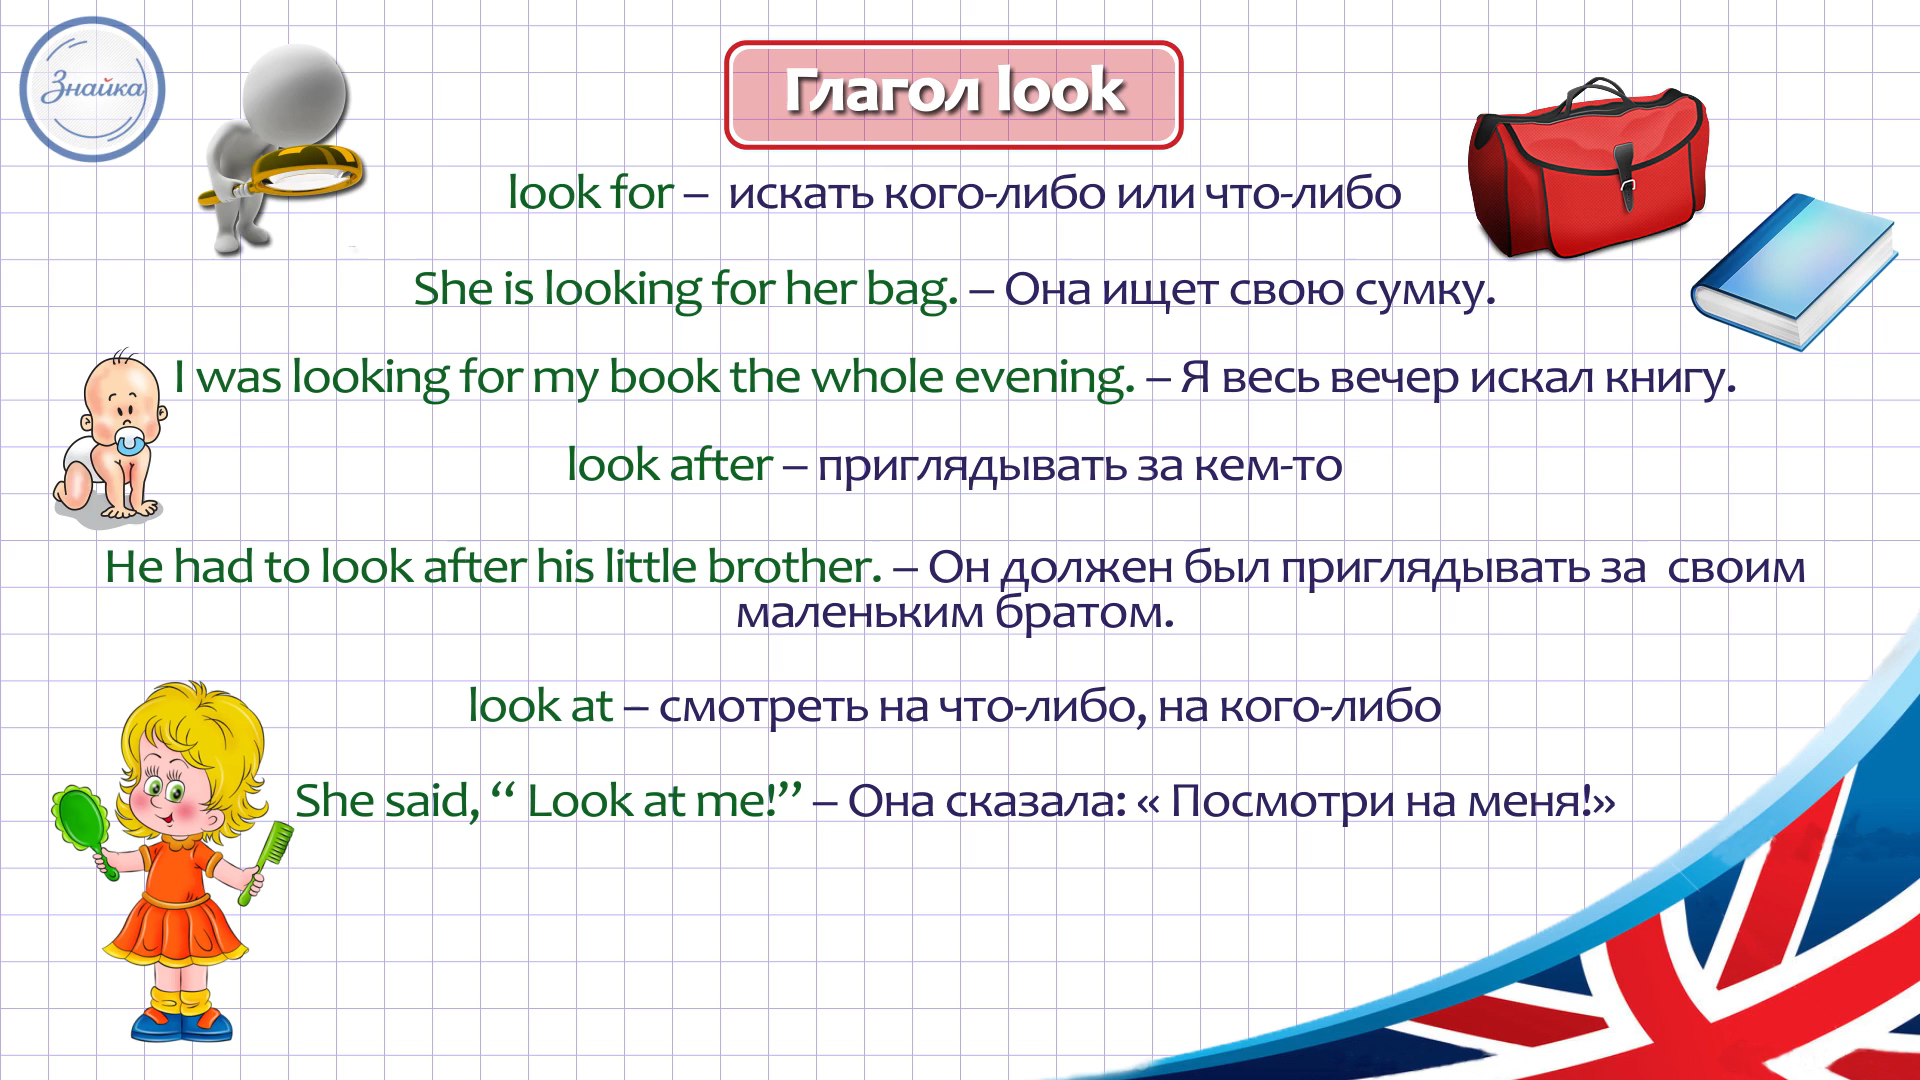 Знайка
Глагол look
look for – искать кого-либо или что-либо
She is looking for her bag. – Она ищет свою сумку.
I was looking for my book the whole evening. – Я весь вечер искал книгу.
look after – приглядывать за кем-то
He had to look after his little brother. – Он должен был приглядывать за своим
маленьким братом.
look at – смотреть на что-либо, на кого-либо
She said, “ Look at me!” – Она сказала: « Посмотри на меня!»